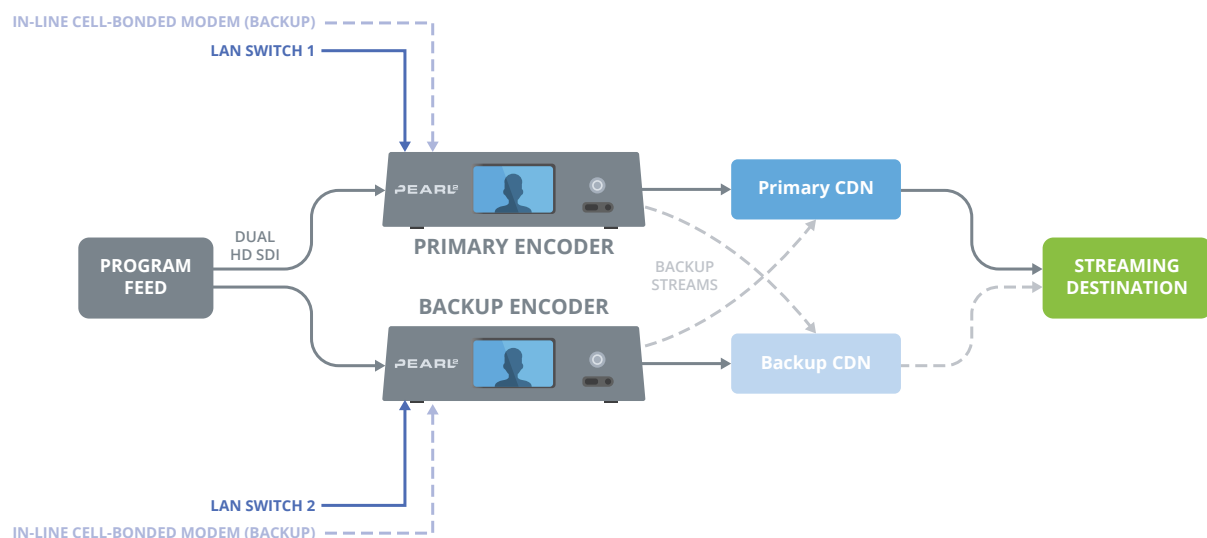 IN-LINE CELL-BONDED MODEM (BACKUP)
LAN SWITCH 1
PEARL2
Primary CDN
PRIMARY ENCODER
DUAL
HD SDI
PROGRAM
FEED
BACKUP
STREAMS
STREAMING
DESTINATION
BACKUP ENCODER
PEARL2
Backup CDN
LAN SWITCH 2
IN-LINE CELL-BONDED MODEM (BACKUP)